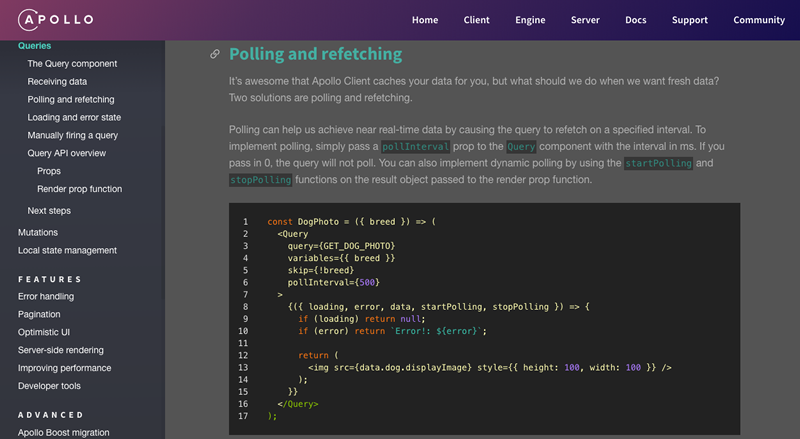 APOLLO
Home Client Engine Server Docs Support Community
Queries
The Query component
Receiving data
Polling and refetching
Loading and error state
Manually firing a query
Query API overview
Props
Render prop function
Next steps
Mutations
Local state management
FEATURES
Error handling
Pagination
Optimistic UI
Server-side rendering
Improving performance
Developer tools
ADVANCED
Apollo Boost migration
Polling and refetching
It's awesome that Apollo Client caches your data for you, but what should we do when we want fresh data?
Two solutions are polling and refetching.
Polling can help us achieve near real-time data by causing the query to refetch on a specified interval. To
implement polling, simply pass a pollInterval prop to the Query component with the interval in ms. If you
pass in 0, the query will not poll. You can also implement dynamic polling by using the startPolling and
stopPolling functions on the result object passed to the render prop function.
1 const DogPhoto = ({ breed }) => (
2 <Query
3 query={GET_DOG_PHOTO}
4 variables={{ breed }}
5 skip={!breed}
6 pollInterval={500}
7 >
8 {({ loading, error, data, startPolling, stopPolling }) => {
9 if (loading) return null;
10 if (error) return `Error!: ${error}`;
11
12 return (
13 <img src={data.dog.displayImage} style={{ height: 100, width: 100 }} />
14 );
15 }}
16 </Query>
17 );